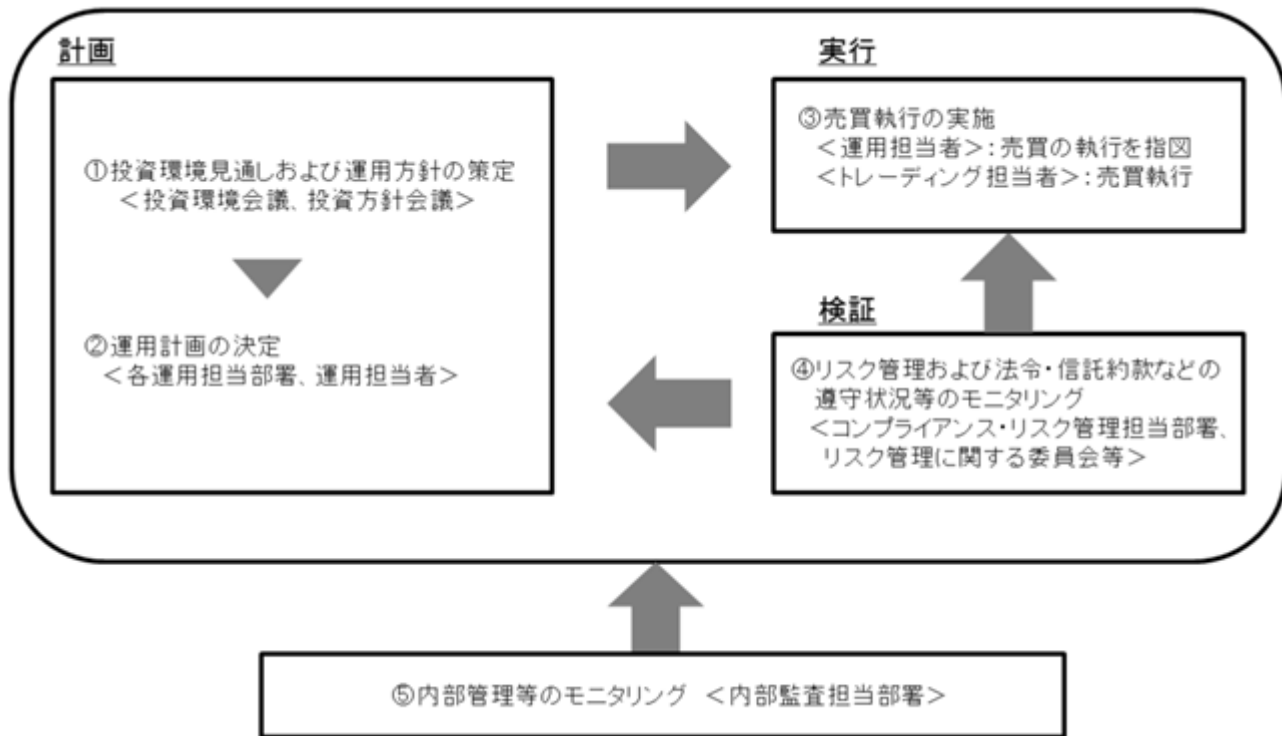 計画
①投資環境見通しおよび運用方針の策定
＜投資環境会議、投資方針会議＞
②運用計画の決定
＜各運用担当部署、運用担当者＞
実行
③売買執行の実施
＜運用担当者＞：売買の執行を指図
＜トレーディング担当者＞：売買執行
検証
④リスク管理および法令・信託約款などの
遵守状況等のモニタリング
＜コンプライアンス・リスク管理担当部署、
リスク管理に関する委員会等＞
⑤内部管理等のモニタリング ＜内部監査担当部署＞